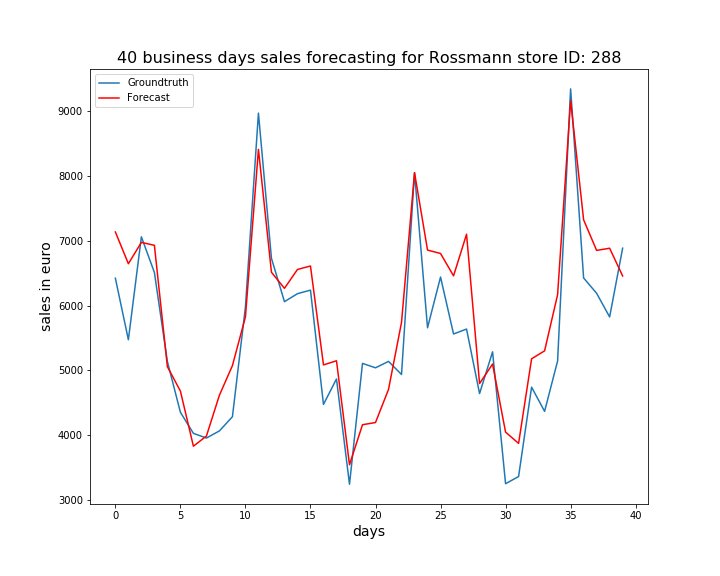 40 business days sales forecasting for Rossmann store ID: 288
Groundtruth
Forecast
9000
8000
7000
6000
5000
4000
3000
sales in euro
0 5 10 15 20 25 30 35 40
days